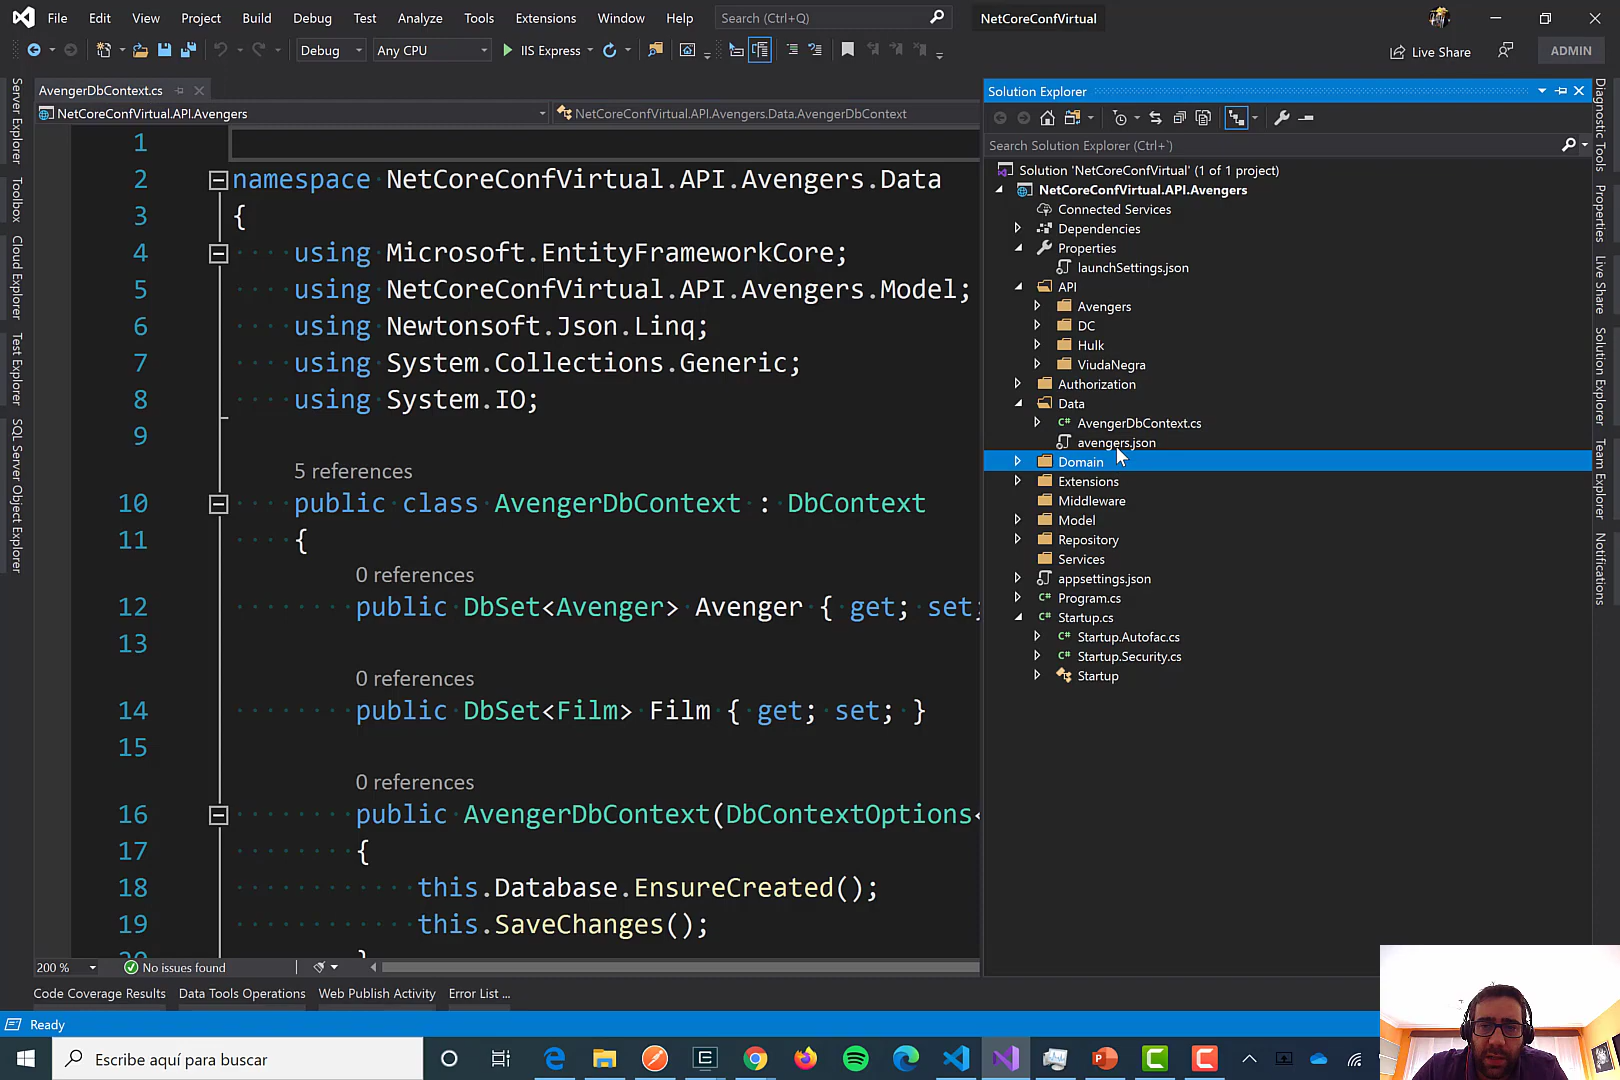 File Edit View Project Build Debug Test Analyze Tools Extensions Window Help Search (Ctrl+Q) NetCoreConfVirtual
Debug Any CPU IIS Express Live Share ADMIN
AvengerDbContext.cs
NetCoreConfVirtual.API.Avengers NetCoreConfVirtual.API.Avengers.Data.AvengerDbContext
Server Explorer
Toolbox
Cloud Explorer
Test Explorer
SQL Server Object Explorer
1
2 namespace NetCoreConfVirtual.API.Avengers.Data
3 {
4 using Microsoft.EntityFrameworkCore;
5 using NetCoreConfVirtual.API.Avengers.Model;
6 using Newtonsoft.Json.Linq;
7 using System.Collections.Generic;
8 using System.IO;
9
5 references
10 public class AvengerDbContext : DbContext
11 {
0 references
12 public DbSet<Avenger> Avenger { get; set;
13
0 references
14 public DbSet<Film> Film { get; set; }
15
0 references
16 public AvengerDbContext(DbContextOptions<
17 {
18 this.Database.EnsureCreated();
19 this.SaveChanges();
20 }
200 % No issues found
Code Coverage Results Data Tools Operations Web Publish Activity Error List ...
Ready
Solution Explorer
Search Solution Explorer (Ctrl+`)
Solution 'NetCoreConfVirtual' (1 of 1 project)
NetCoreConfVirtual.API.Avengers
Connected Services
Dependencies
Properties
launchSettings.json
API
Avengers
DC
Hulk
ViudaNegra
Authorization
Data
AvengerDbContext.cs
avengers.json
Domain
Extensions
Middleware
Model
Repository
Services
appsettings.json
Program.cs
Startup.cs
Startup.Autofac.cs
Startup.Security.cs
Startup
Diagnostic Tools
Properties
Live Share
Solution Explorer
Team Explorer
Notifications
Escribe aquí para buscar